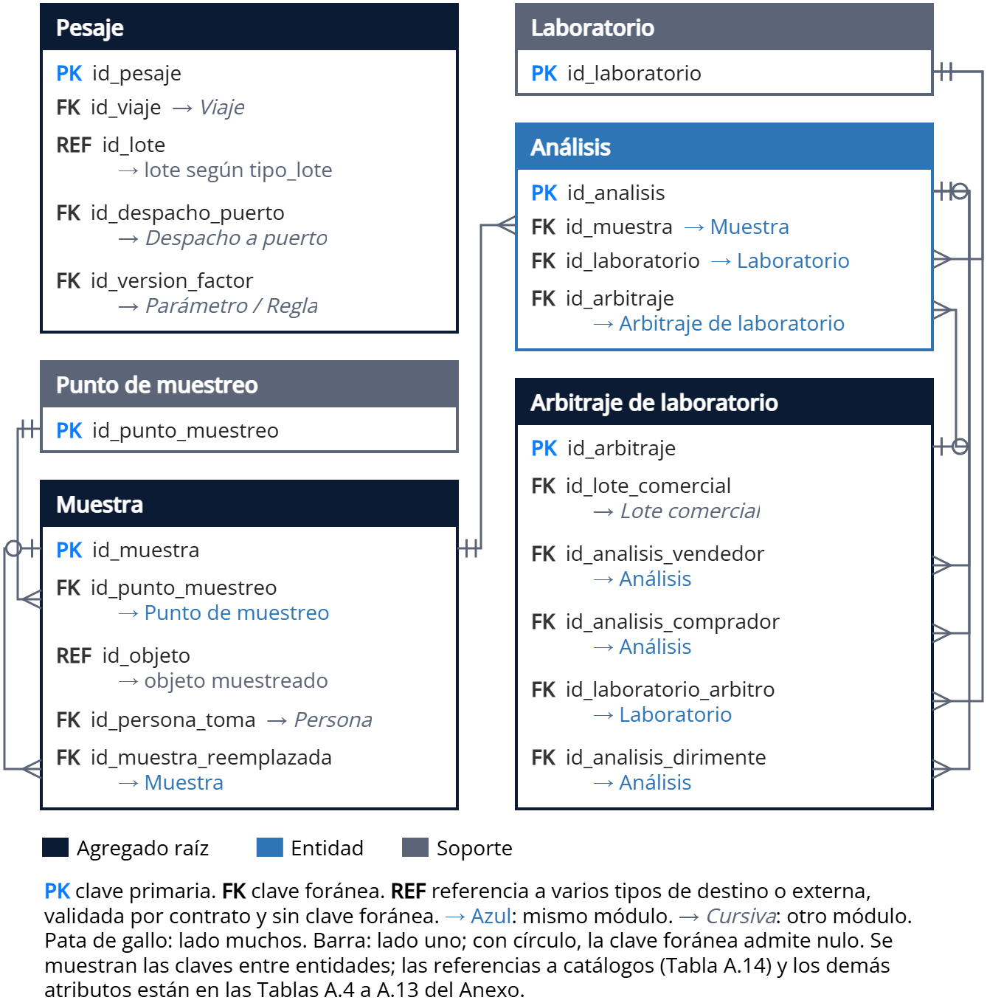 Pesaje
PK id_pesaje
FK id_viaje → Viaje
REF id_lote
→ lote según tipo_lote
FK id_despacho_puerto
→ Despacho a puerto
FK id_version_factor
→ Parámetro / Regla
Punto de muestreo
PK id_punto_muestreo
Muestra
PK id_muestra
FK id_punto_muestreo
→ Punto de muestreo
REF id_objeto
→ objeto muestreado
FK id_persona_toma → Persona
FK id_muestra_reemplazada
→ Muestra
Laboratorio
PK id_laboratorio
Análisis
PK id_analisis
FK id_muestra → Muestra
FK id_laboratorio → Laboratorio
FK id_arbitraje
→ Arbitraje de laboratorio
Arbitraje de laboratorio
PK id_arbitraje
FK id_lote_comercial
→ Lote comercial
FK id_analisis_vendedor
→ Análisis
FK id_analisis_comprador
→ Análisis
FK id_laboratorio_arbitro
→ Laboratorio
FK id_analisis_dirimente
→ Análisis
Agregado raíz Entidad Soporte
PK clave primaria. FK clave foránea. REF referencia a varios tipos de destino o externa,
validada por contrato y sin clave foránea. → Azul: mismo módulo. → Cursiva: otro módulo.
Pata de gallo: lado muchos. Barra: lado uno; con círculo, la clave foránea admite nulo. Se
muestran las claves entre entidades; las referencias a catálogos (Tabla A.14) y los demás
atributos están en las Tablas A.4 a A.13 del Anexo.